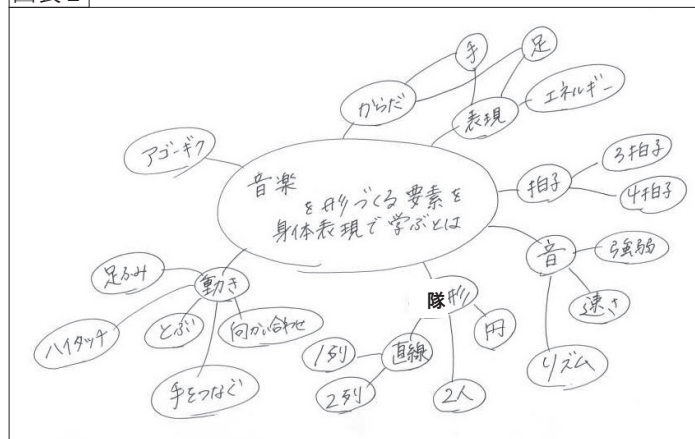 手
足
からだ
表現
エネルギー
アゴーギク
音楽
を形づくる要素を
身体表現で学ぶとは
拍子
3拍子
4拍子
音
強弱
速さ
リズム
足ふみ
動き
ハイタッチ
とぶ
向かい合わせ
手をつなぐ
隊形
直線
1列
2列
2人
円